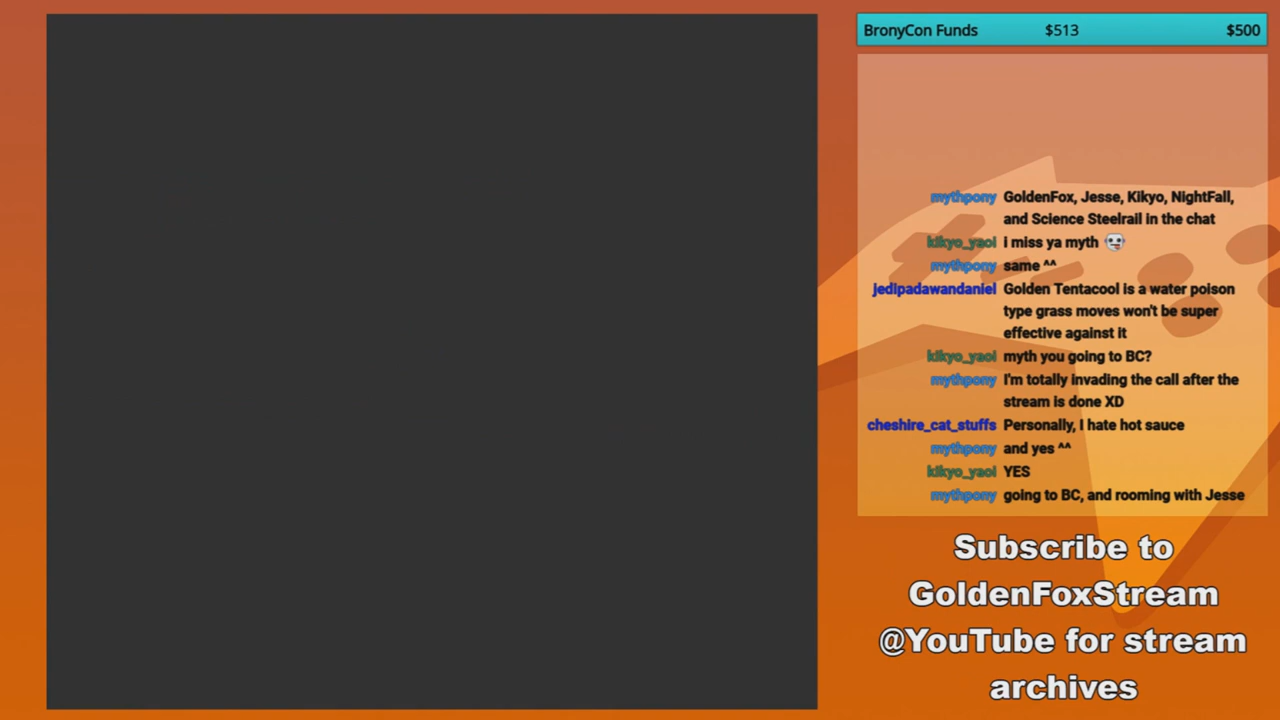 BronyCon Funds $513 $500
mythpony GoldenFox, Jesse, Kikyo, NightFall,
and Science Steelrail in the chat
kikyo_yaoi i miss ya myth
mythpony same ^^
jedipadawandaniel Golden Tentacool is a water poison
type grass moves won't be super
effective against it
kikyo_yaoi myth you going to BC?
mythpony I'm totally invading the call after the
stream is done XD
cheshire_cat_stuffs Personally, I hate hot sauce
mythpony and yes ^^
kikyo_yaoi YES
mythpony going to BC, and rooming with Jesse
Subscribe to
GoldenFoxStream
@YouTube for stream
archives